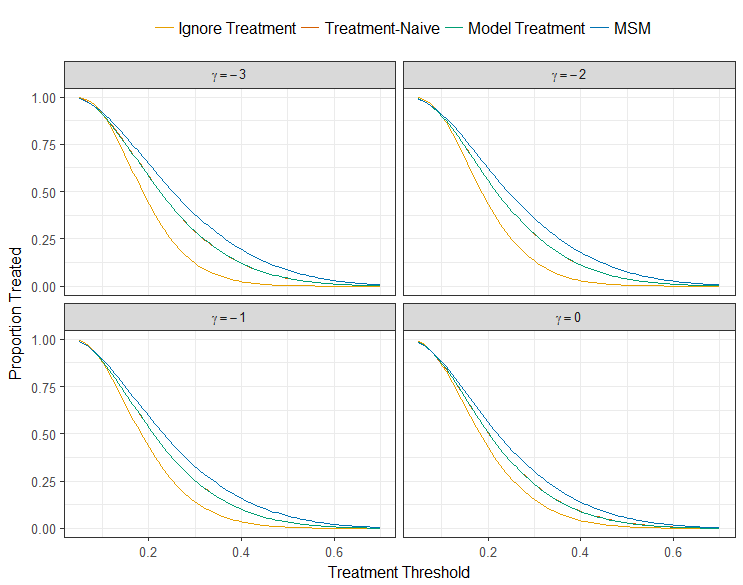 Ignore Treatment Treatment-Naive Model Treatment MSM
γ = − 3 γ = − 2
1.00
0.75
0.50
0.25
0.00
γ = − 1 γ = 0
1.00
0.75
0.50
0.25
0.00
0.2 0.4 0.6 0.2 0.4 0.6
Treatment Threshold
Proportion Treated